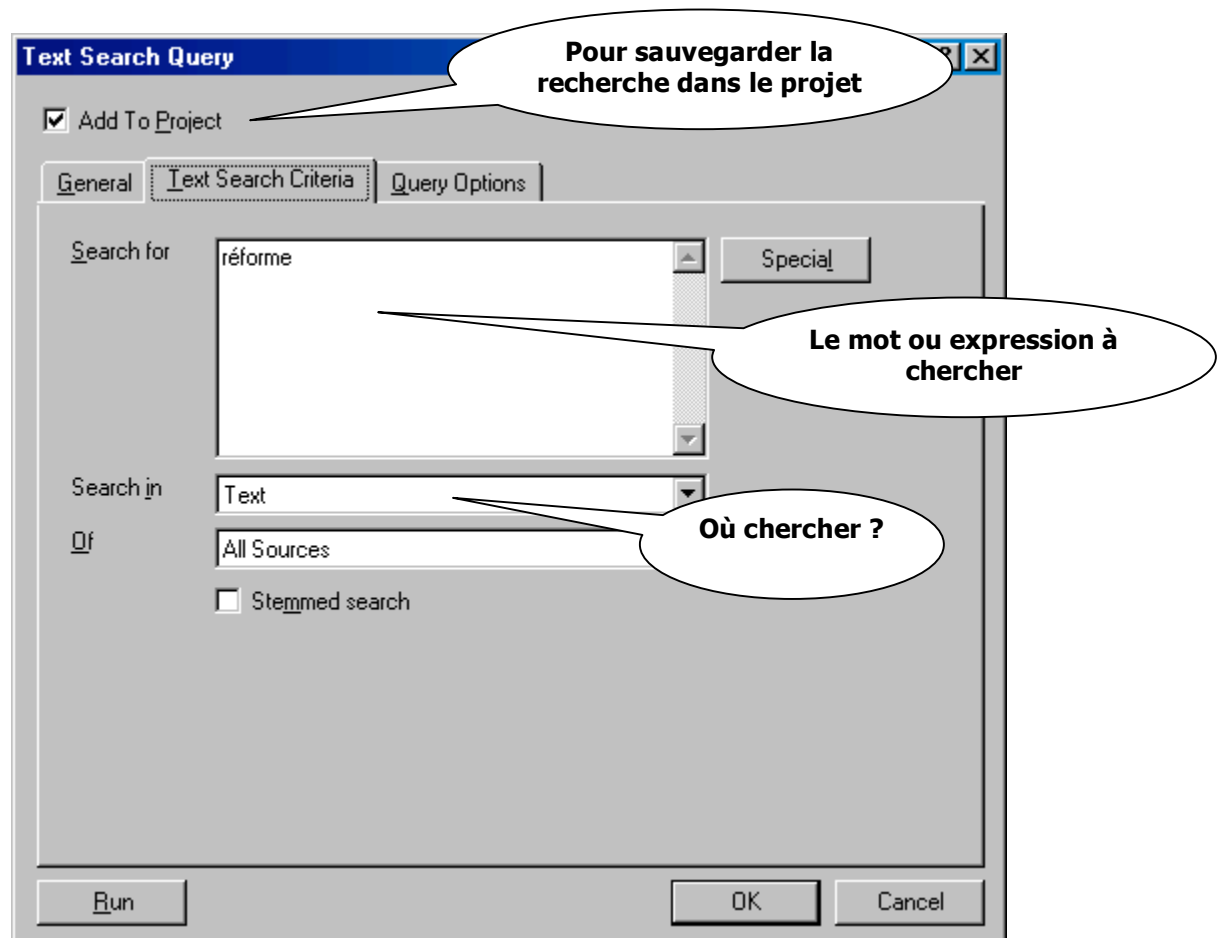 Text Search Query
Pour sauvegarder la
recherche dans le projet
Add To Project
General Text Search Criteria Query Options
Search for
réforme
Special
Le mot ou expression à
chercher
Search in
Text
Où chercher ?
Of
All Sources
Stemmed search
Run OK Cancel